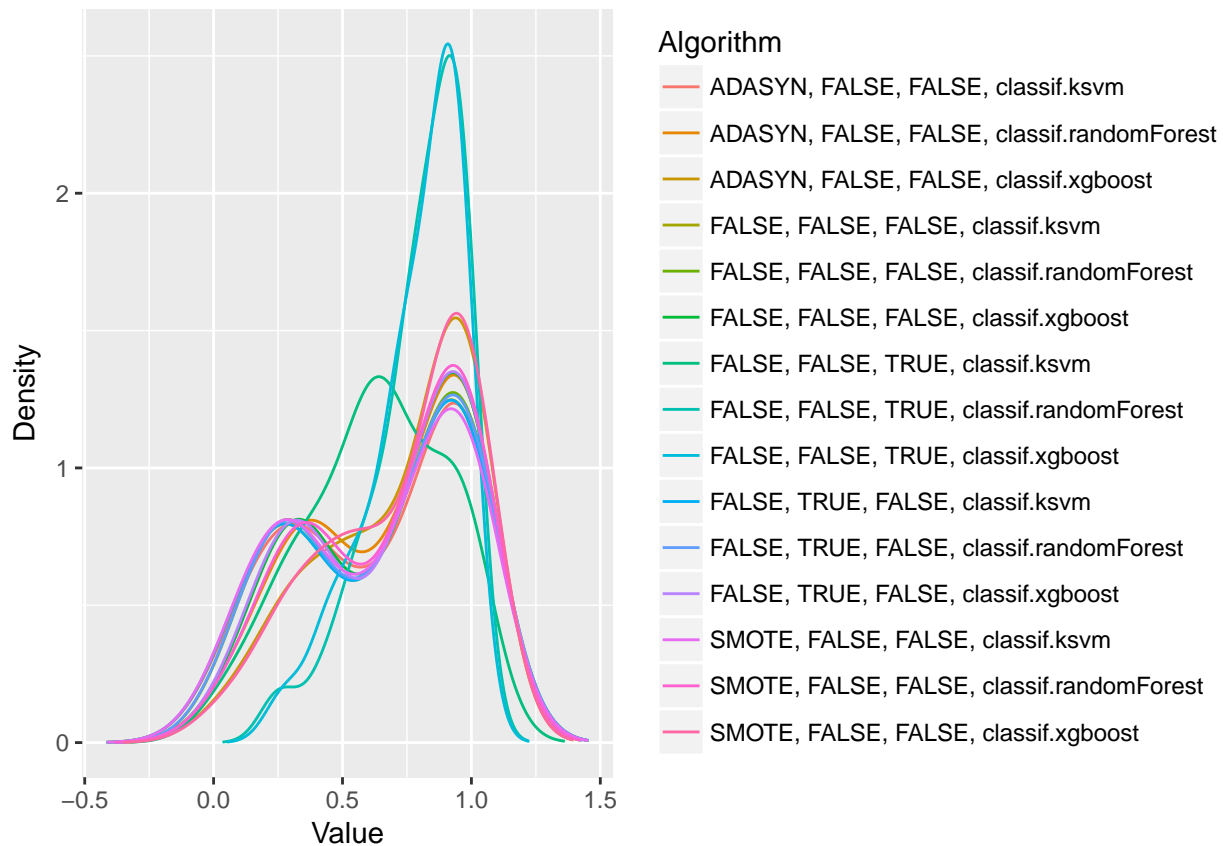 Algorithm
ADASYN, FALSE, FALSE, classif.ksvm
ADASYN, FALSE, FALSE, classif.randomForest
ADASYN, FALSE, FALSE, classif.xgboost
FALSE, FALSE, FALSE, classif.ksvm
FALSE, FALSE, FALSE, classif.randomForest
FALSE, FALSE, FALSE, classif.xgboost
FALSE, FALSE, TRUE, classif.ksvm
FALSE, FALSE, TRUE, classif.randomForest
FALSE, FALSE, TRUE, classif.xgboost
FALSE, TRUE, FALSE, classif.ksvm
FALSE, TRUE, FALSE, classif.randomForest
FALSE, TRUE, FALSE, classif.xgboost
SMOTE, FALSE, FALSE, classif.ksvm
SMOTE, FALSE, FALSE, classif.randomForest
SMOTE, FALSE, FALSE, classif.xgboost
Density
2
1
0
−0.5 0.0 0.5 1.0 1.5
Value